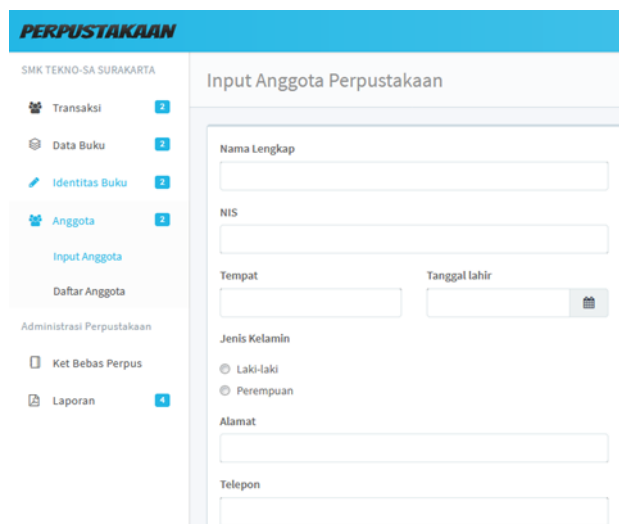 PERPUSTAKAAN
SMK TEKNO-SA SURAKARTA
Transaksi 2
Data Buku 2
Identitas Buku 2
Anggota 2
Input Anggota
Daftar Anggota
Administrasi Perpustakaan
Ket Bebas Perpus
Laporan 4
Input Anggota Perpustakaan
Nama Lengkap
NIS
Tempat Tanggal lahir
Jenis Kelamin
Laki-laki
Perempuan
Alamat
Telepon